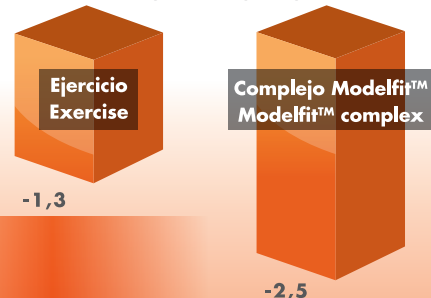 Ejercicio
Exercise
Complejo Modelfit™
Modelfit™ complex
-1,3
-2,5